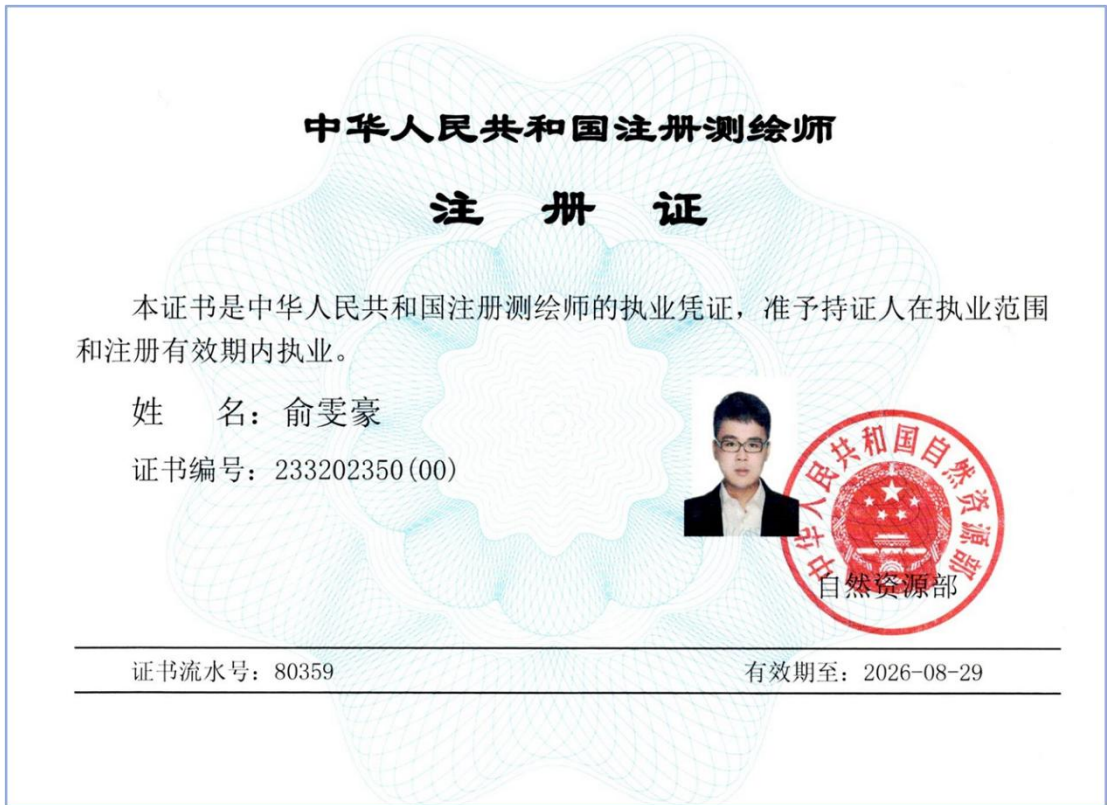 中华人民共和国注册测绘师
注 册 证
本证书是中华人民共和国注册测绘师的执业凭证，准予持证人在执业范围
和注册有效期内执业。
姓 名：俞雯豪
证书编号：233202350(00)
中华人民共和国自然资源部
自然资源部
证书流水号：80359 有效期至：2026-08-29